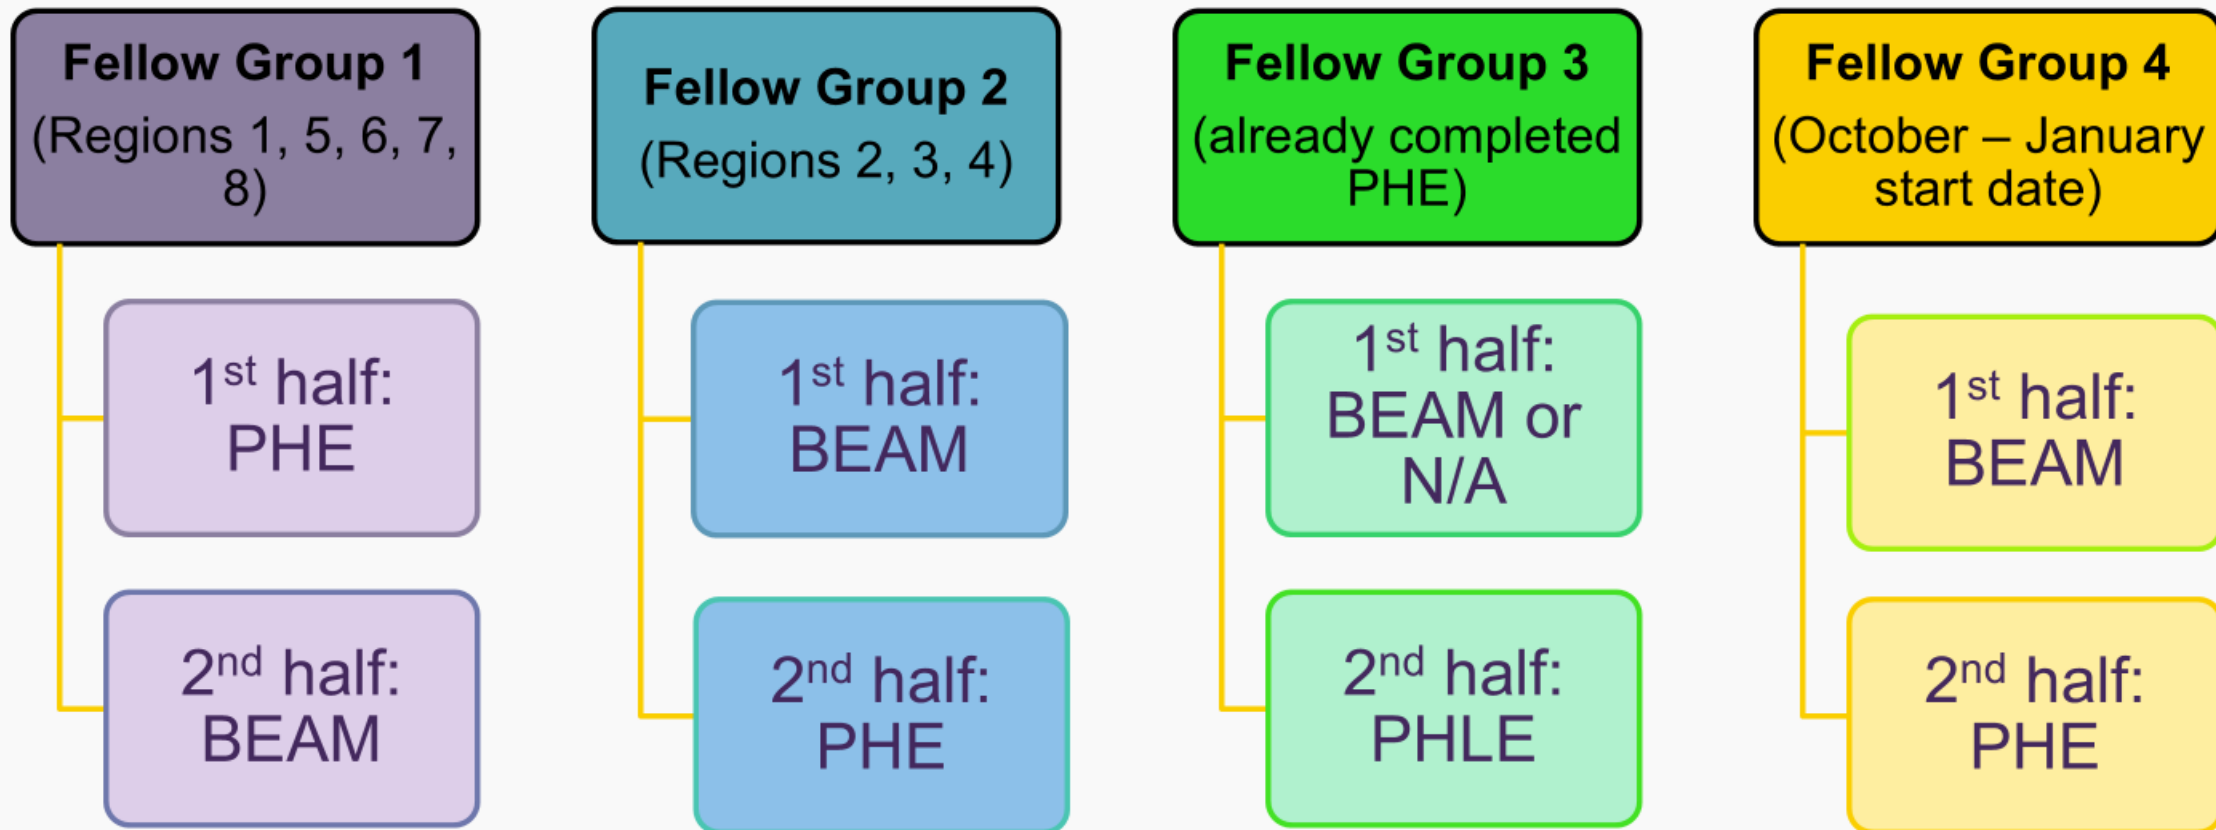 Fellow Group 1
(Regions 1, 5, 6, 7,
8)
1st half:
PHE
2nd half:
BEAM
Fellow Group 2
(Regions 2, 3, 4)
1st half:
BEAM
2nd half:
PHE
Fellow Group 3
(already completed
PHE)
1st half:
BEAM or
N/A
2nd half:
PHLE
Fellow Group 4
(October – January
start date)
1st half:
BEAM
2nd half:
PHE